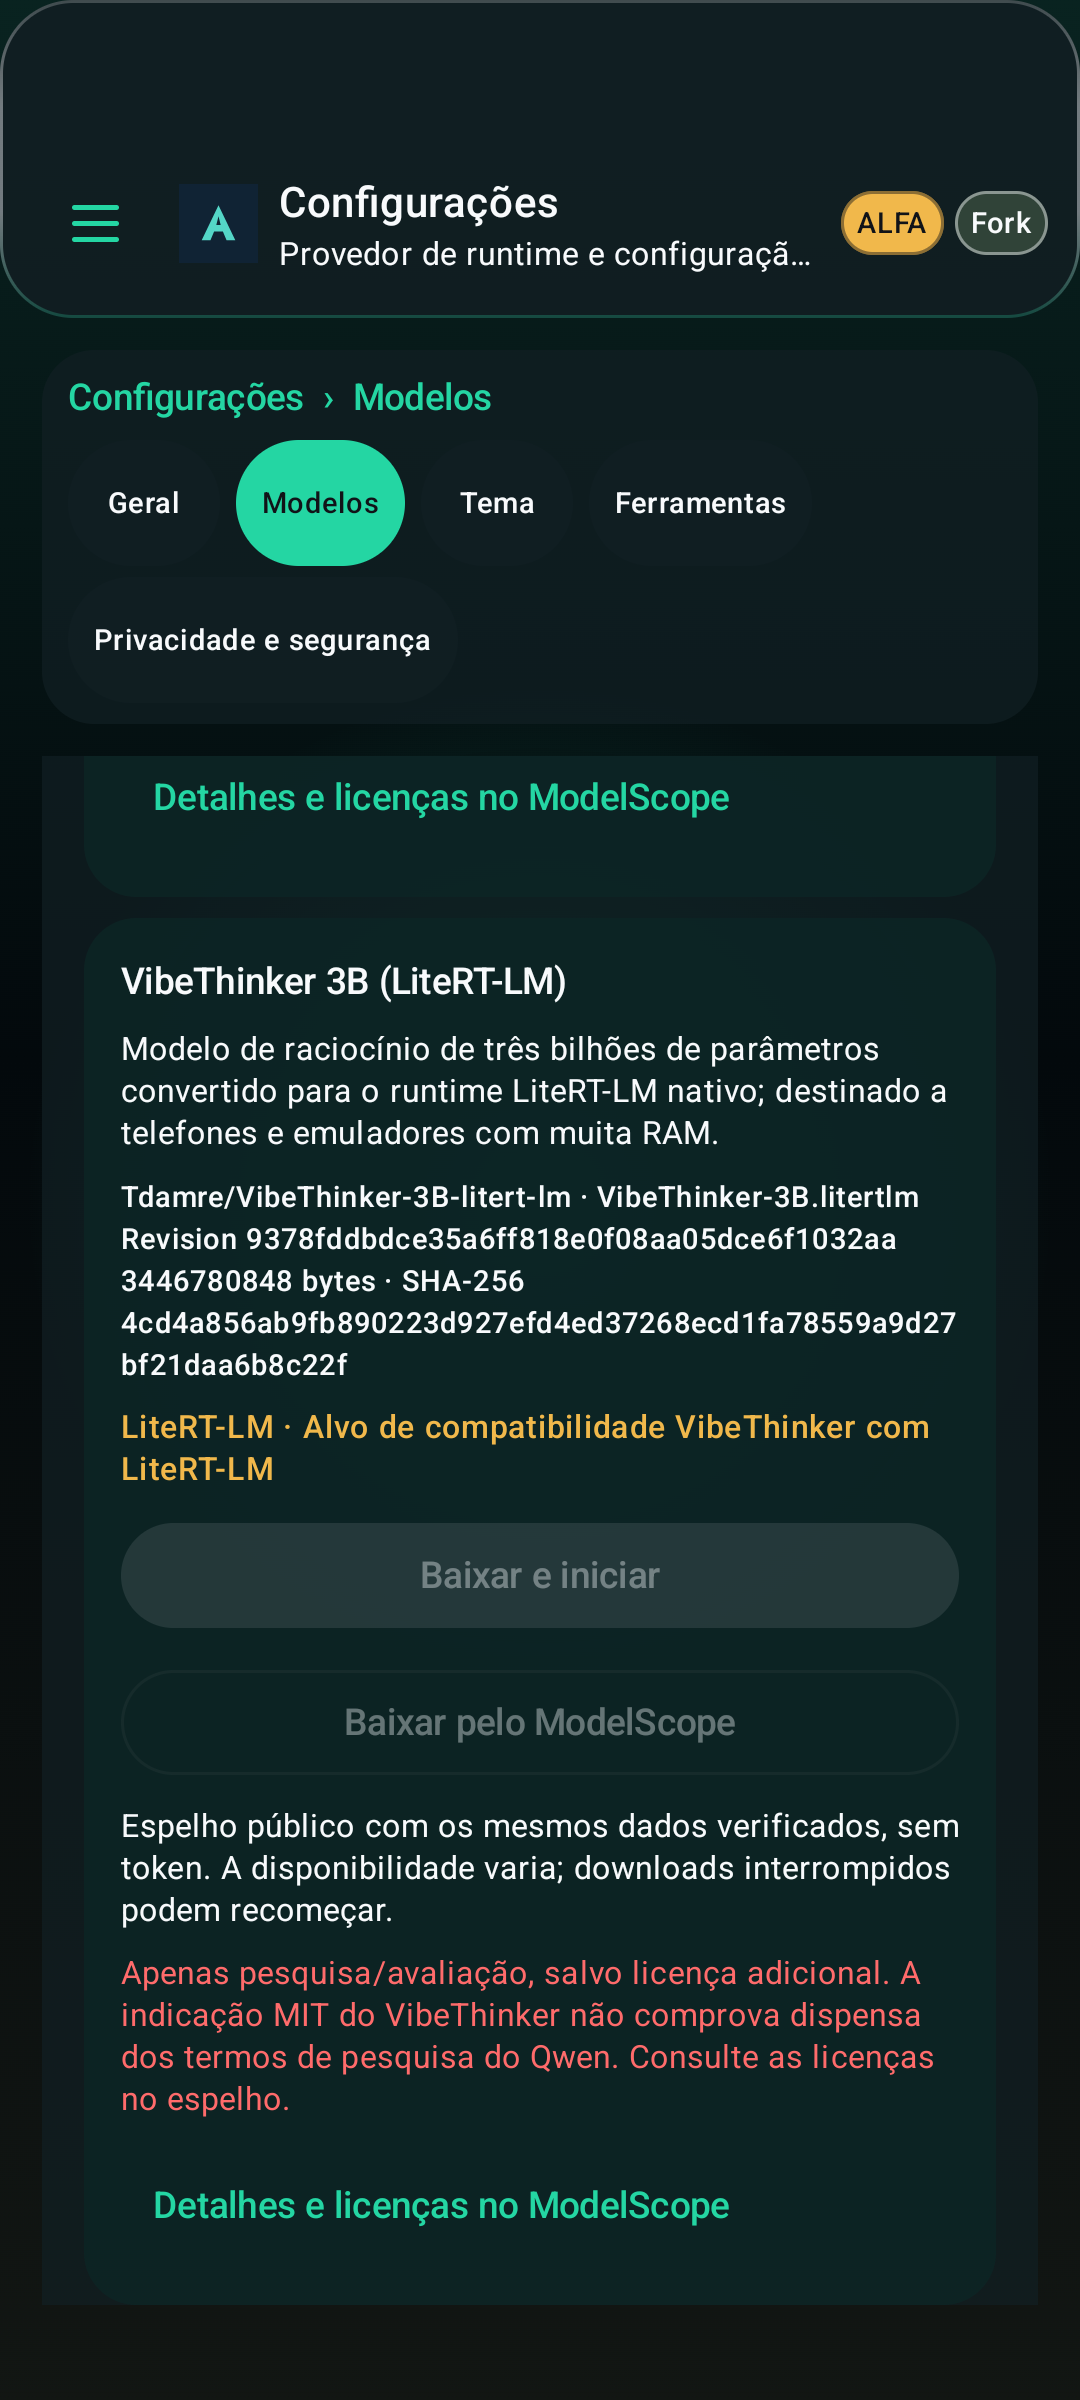 Configurações
Provedor de runtime e configuraçã...
ALFA
Fork
Configurações › Modelos
Geral
Modelos
Tema
Ferramentas
Privacidade e segurança
Detalhes e licenças no ModelScope
VibeThinker 3B (LiteRT-LM)
Modelo de raciocínio de três bilhões de parâmetros
convertido para o runtime LiteRT-LM nativo; destinado a
telefones e emuladores com muita RAM.
Tdamre/VibeThinker-3B-litert-lm · VibeThinker-3B.litertlm
Revision 9378fddbdce35a6ff818e0f08aa05dce6f1032aa
3446780848 bytes · SHA-256
4cd4a856ab9fb890223d927efd4ed37268ecd1fa78559a9d27
bf21daa6b8c22f
LiteRT-LM · Alvo de compatibilidade VibeThinker com
LiteRT-LM
Baixar e iniciar
Baixar pelo ModelScope
Espelho público com os mesmos dados verificados, sem
token. A disponibilidade varia; downloads interrompidos
podem recomeçar.
Apenas pesquisa/avaliação, salvo licença adicional. A
indicação MIT do VibeThinker não comprova dispensa
dos termos de pesquisa do Qwen. Consulte as licenças
no espelho.
Detalhes e licenças no ModelScope